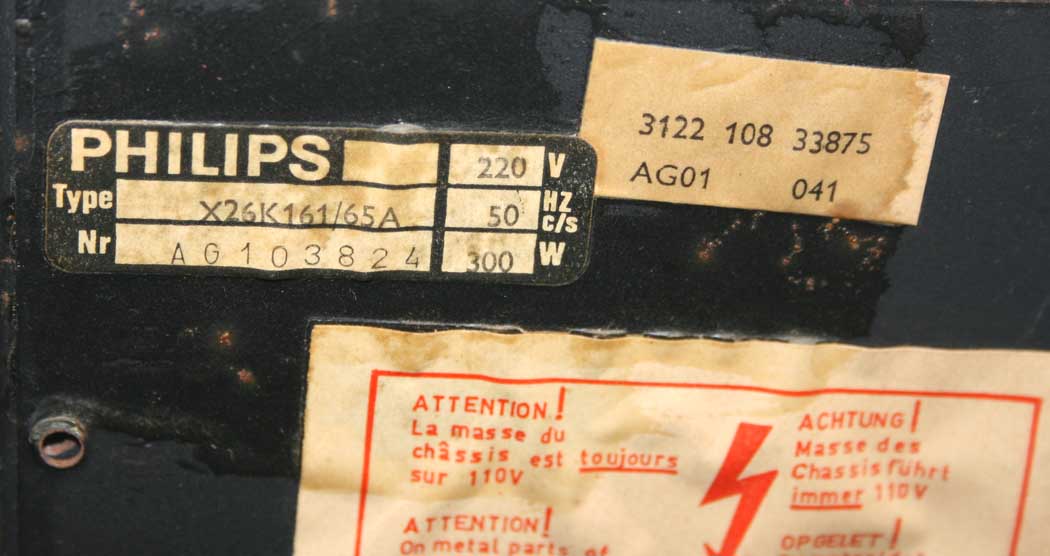 PHILIPS 220 V
Type X26K161/65A 50 HZ c/s
Nr AG103824 300 W
3122 108 33875
AG01 041
ATTENTION!
La masse du
châssis est toujours
sur 110V
ACHTUNG!
Masse des
Chassis führt
immer 110V
ATTENTION!
On metal parts of
OPGELET!